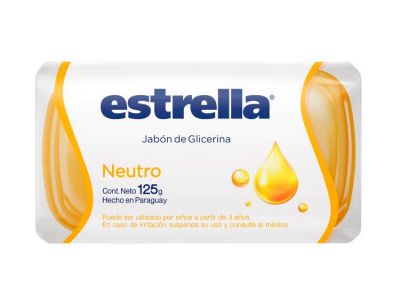 estrella®
Jabón de Glicerina
Neutro
Cont. Neto 125g
Hecho en Paraguay
Puede ser utilizado por niños a partir de 3 años.
En caso de irritación suspenda su uso y consulte al médico.